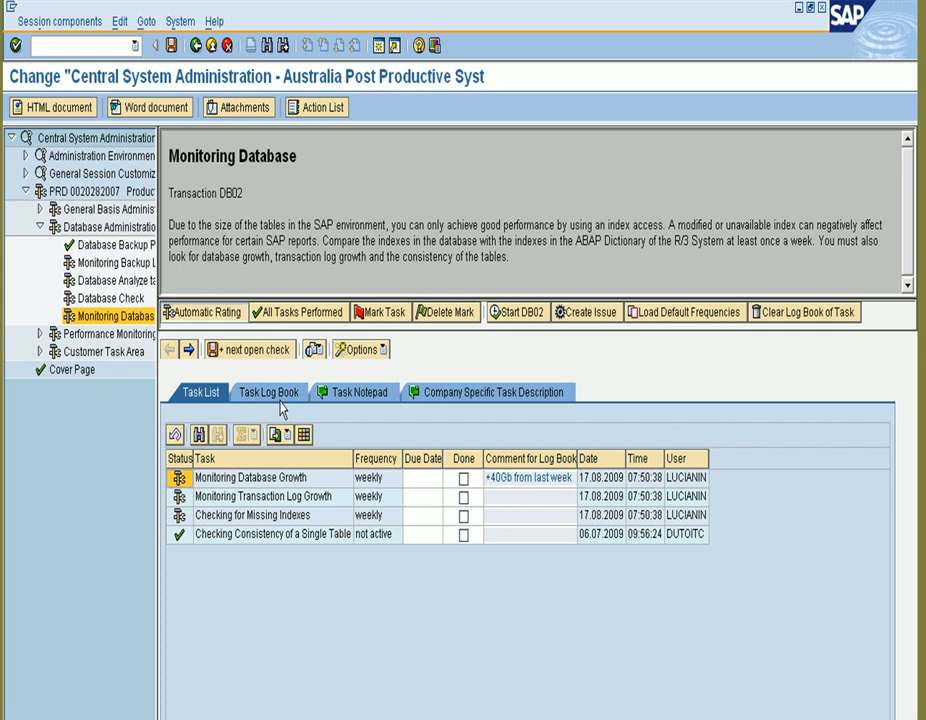 Session components Edit Goto System Help
SAP
Change "Central System Administration - Australia Post Productive Syst
HTML document Word document Attachments Action List
Central System Administration
Administration Environmen
General Session Customiz
PRD 0020282007 Produc
General Basis Adminis
Database Administratio
Database Backup P
Monitoring Backup L
Database Analyze ta
Database Check
Monitoring Databas
Performance Monitoring
Customer Task Area
Cover Page
Monitoring Database
Transaction DB02
Due to the size of the tables in the SAP environment, you can only achieve good performance by using an index access. A modified or unavailable index can negatively affect
performance for certain SAP reports. Compare the indexes in the database with the indexes in the ABAP Dictionary of the R/3 System at least once a week. You must also
look for database growth, transaction log growth and the consistency of the tables.
Automatic Rating All Tasks Performed Mark Task Delete Mark Start DB02 Create Issue Load Default Frequencies Clear Log Book of Task
+ next open check Options
Task List Task Log Book Task Notepad Company Specific Task Description
Status Task Frequency Due Date Done Comment for Log Book Date Time User
Monitoring Database Growth weekly +40Gb from last week 17.08.2009 07:50:38 LUCIANIN
Monitoring Transaction Log Growth weekly 17.08.2009 07:50:38 LUCIANIN
Checking for Missing Indexes weekly 17.08.2009 07:50:38 LUCIANIN
Checking Consistency of a Single Table not active 06.07.2009 09:56:24 DUTOITC